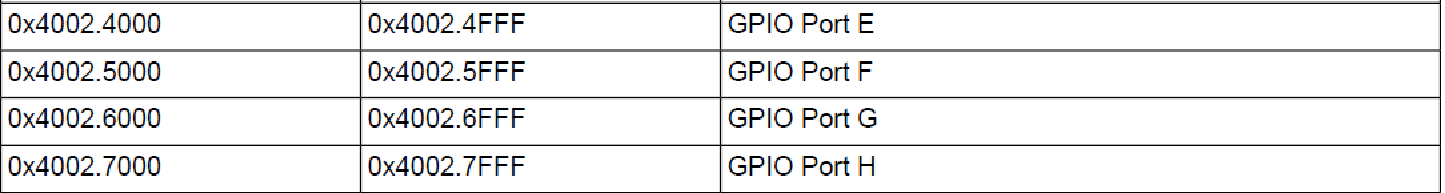 0x4002.4000 0x4002.4FFF GPIO Port E
0x4002.5000 0x4002.5FFF GPIO Port F
0x4002.6000 0x4002.6FFF GPIO Port G
0x4002.7000 0x4002.7FFF GPIO Port H